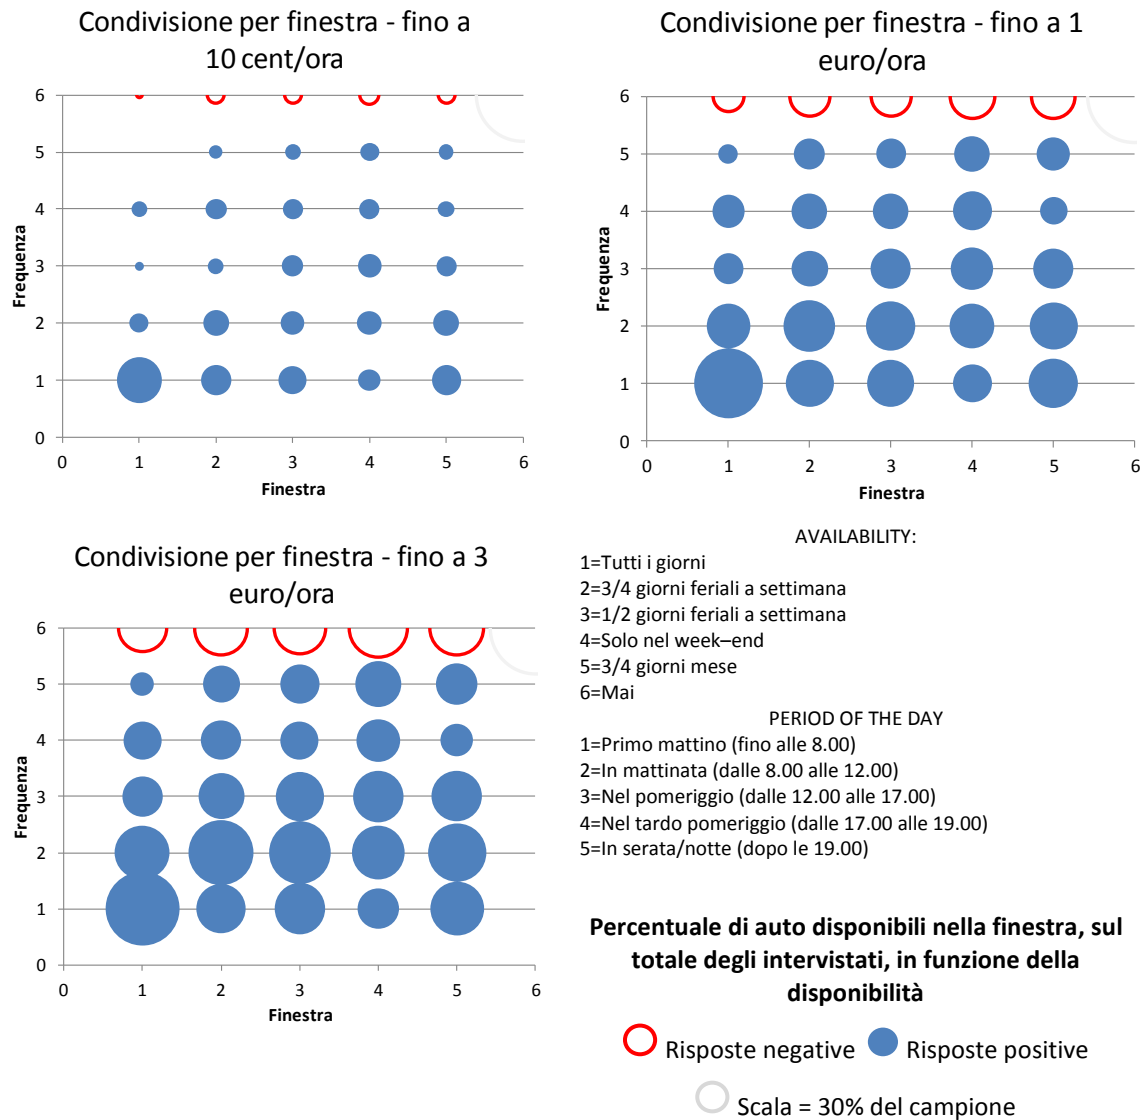 Condivisione per finestra - fino a
10 cent/ora
6
5
4
3
2
1
0
Frequenza
0 1 2 3 4 5 6
Finestra
Condivisione per finestra - fino a 1
euro/ora
6
5
4
3
2
1
0
Frequenza
0 1 2 3 4 5 6
Finestra
Condivisione per finestra - fino a 3
euro/ora
6
5
4
3
2
1
0
Frequenza
0 1 2 3 4 5 6
Finestra
AVAILABILITY:
1=Tutti i giorni
2=3/4 giorni feriali a settimana
3=1/2 giorni feriali a settimana
4=Solo nel week–end
5=3/4 giorni mese
6=Mai
PERIOD OF THE DAY
1=Primo mattino (fino alle 8.00)
2=In mattinata (dalle 8.00 alle 12.00)
3=Nel pomeriggio (dalle 12.00 alle 17.00)
4=Nel tardo pomeriggio (dalle 17.00 alle 19.00)
5=In serata/notte (dopo le 19.00)
Percentuale di auto disponibili nella finestra, sul
totale degli intervistati, in funzione della
disponibilità
Risposte negative Risposte positive
Scala = 30% del campione